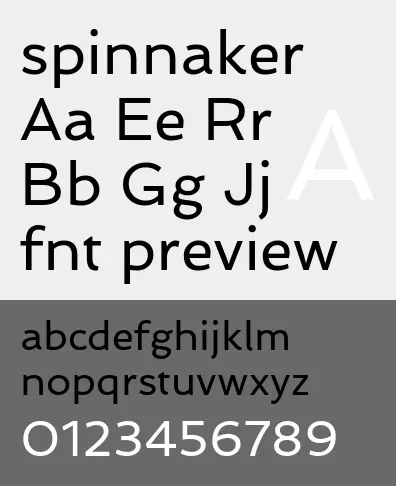 spinnaker
Aa Ee Rr
A
Bb Gg Jj
fnt preview
abcdefghijklm
nopqrstuvwxyz
0123456789